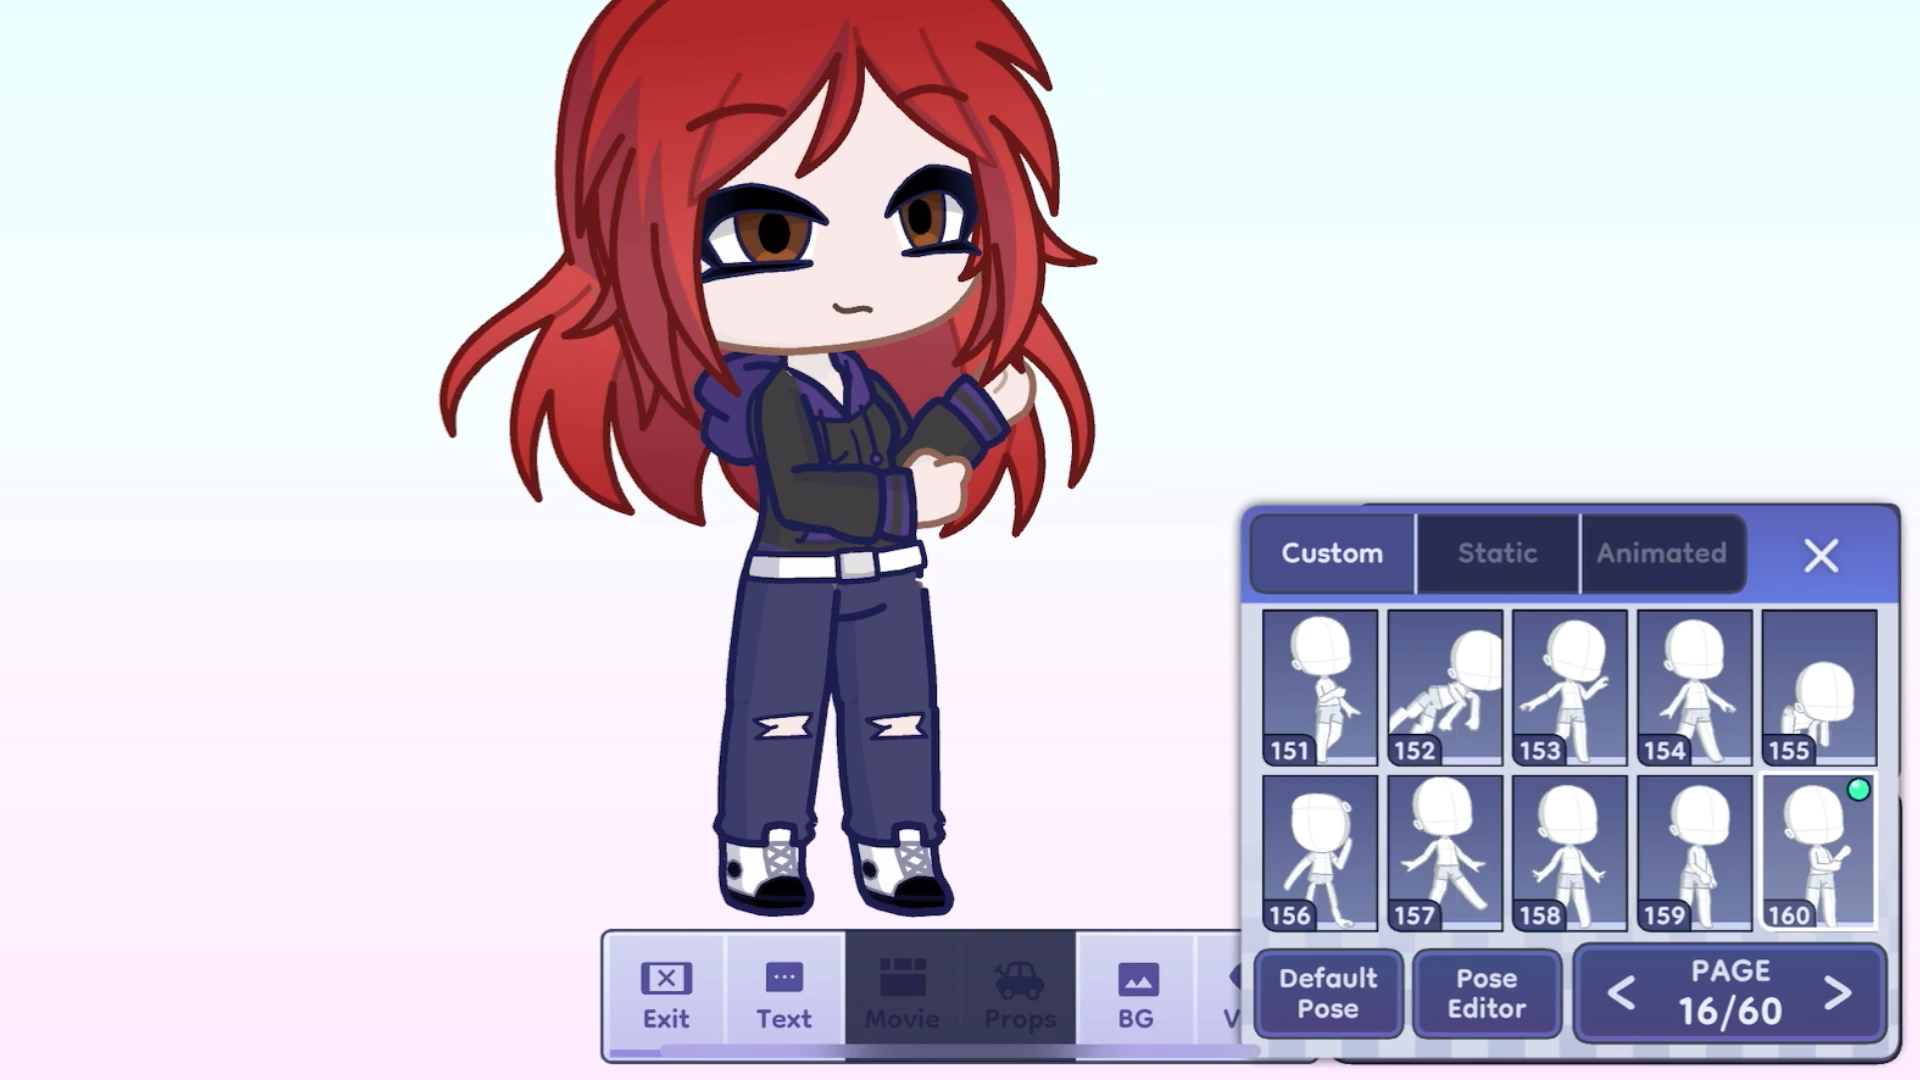 Custom
Static
Animated
151
152
153
154
155
156
157
158
159
160
Default
Pose
Pose
Editor
PAGE
16/60
Exit
Text
Movie
Props
BG